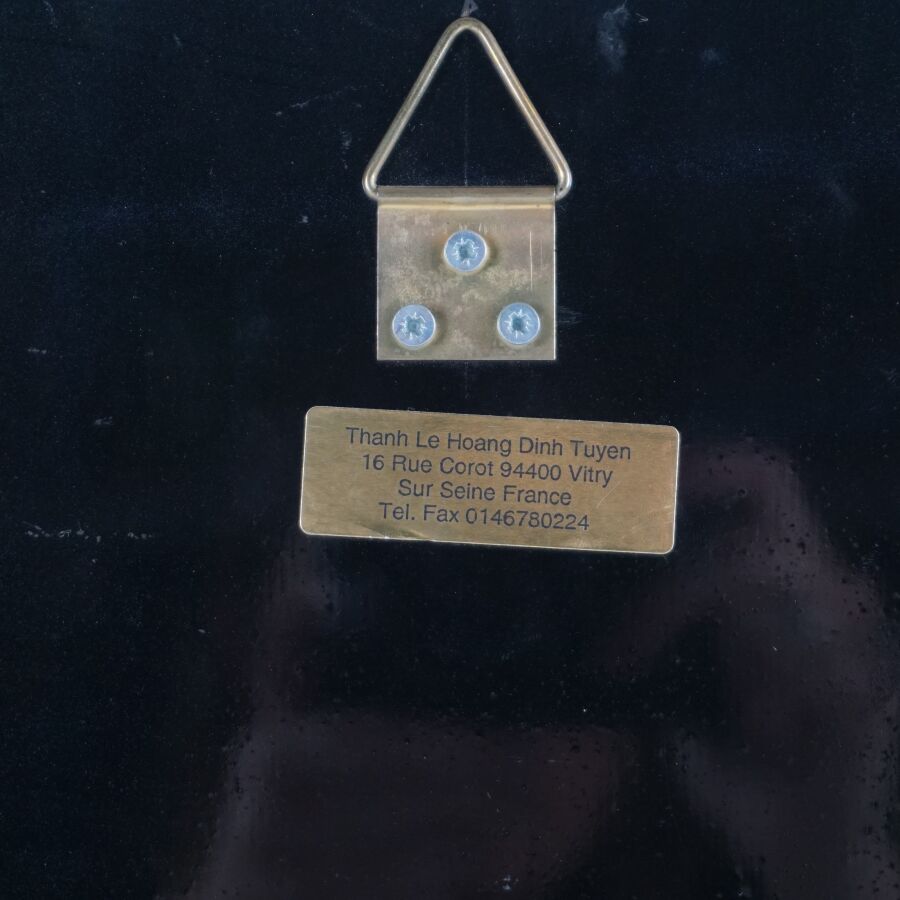 Thanh Le Hoang Dinh Tuyen
16 Rue Corot 94400 Vitry
Sur Seine France
Tel. Fax 0146780224